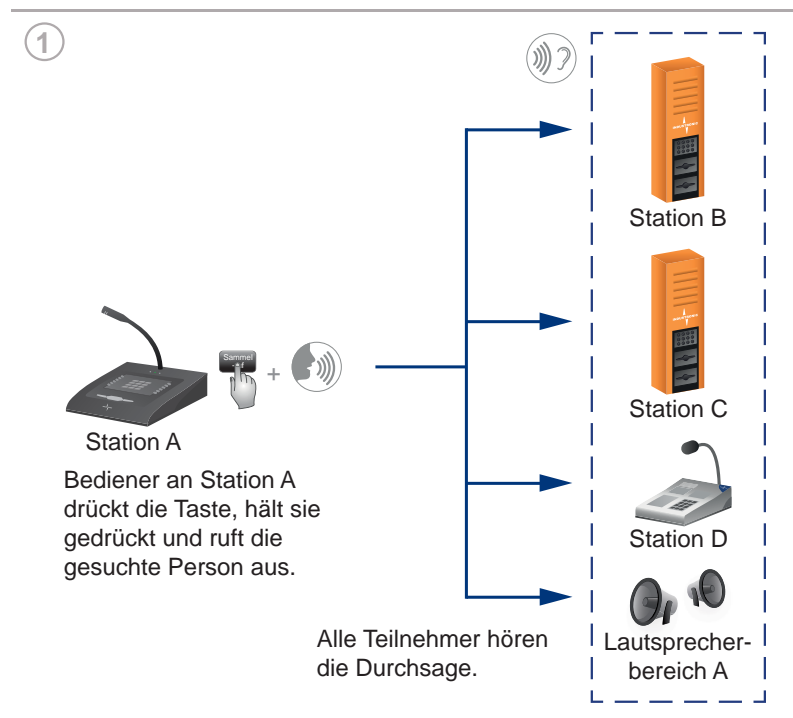 1
Station B
Station C
Sammel
+
Station A
Bediener an Station A
drückt die Taste, hält sie
gedrückt und ruft die
gesuchte Person aus.
Station D
Alle Teilnehmer hören
die Durchsage.
Lautsprecher-
bereich A